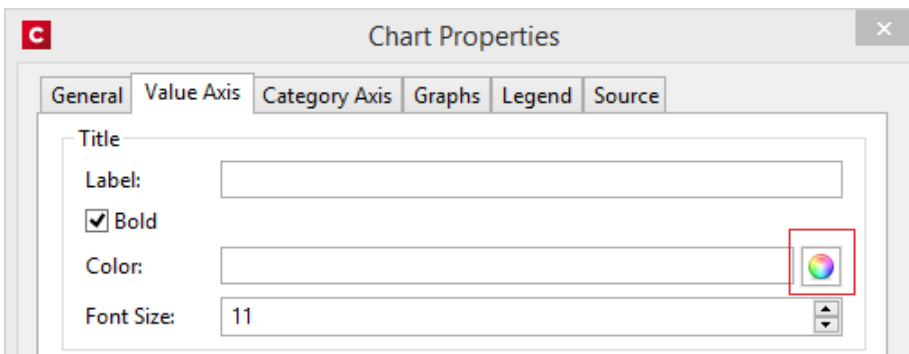 C Chart Properties ×
General Value Axis Category Axis Graphs Legend Source
Title
Label:
Bold
Color:
Font Size: 11